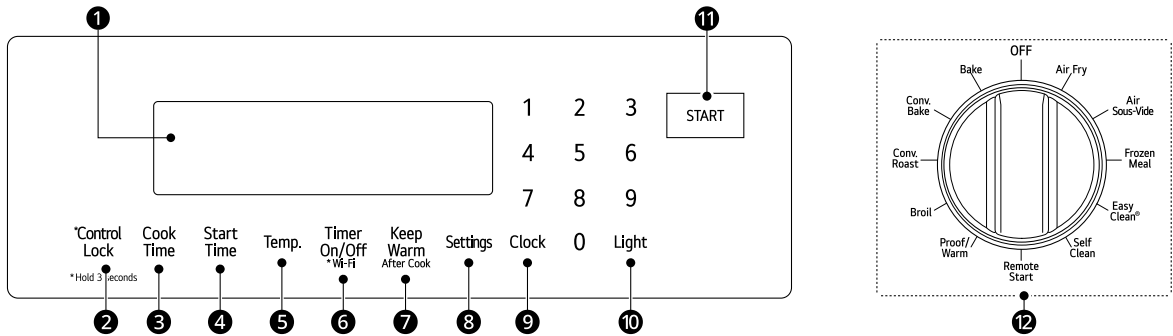 1
11
1 2 3
START
4 5 6
7 8 9
*Control
Lock
*Hold 3 seconds
Cook
Time
Start
Time
Temp.
Timer
On/Off
*Wi-Fi
Keep
Warm
After Cook
Settings
Clock
0
Light
2 3 4 5 6 7 8 9 10
OFF
Air Fry
Air
Sous-Vide
Frozen
Meal
Easy
Clean®
Self
Clean
Remote
Start
Proof/
Warm
Broil
Conv.
Roast
Conv.
Bake
Bake
12